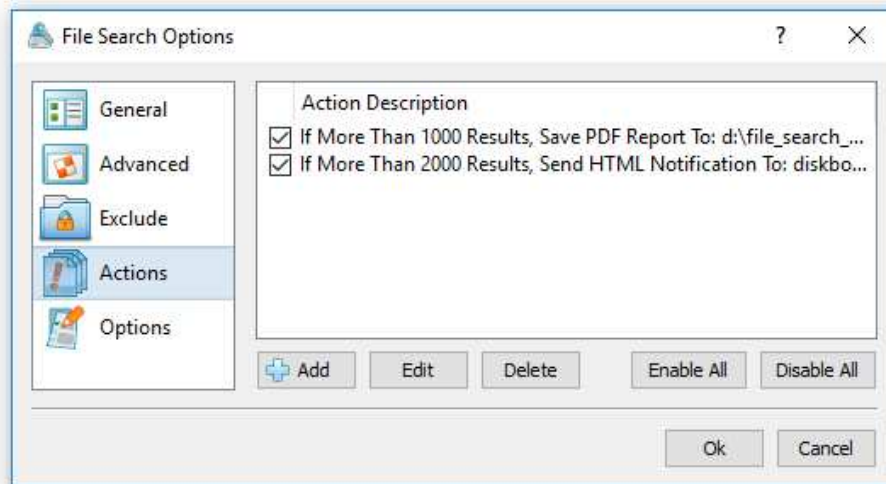 File Search Options
?
General
Advanced
Exclude
Actions
Options
Action Description
If More Than 1000 Results, Save PDF Report To: d:\file_search_...
If More Than 2000 Results, Send HTML Notification To: diskbo...
Add
Edit
Delete
Enable All
Disable All
Ok
Cancel